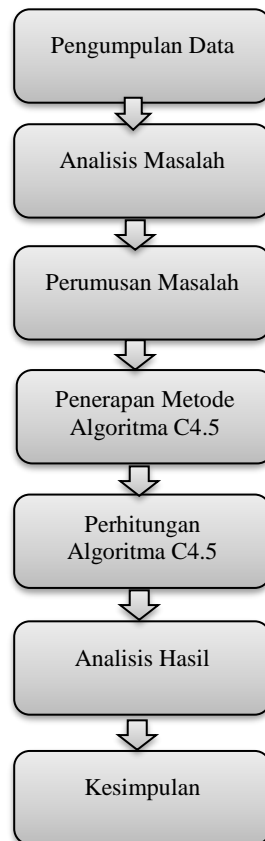 Pengumpulan Data
Analisis Masalah
Perumusan Masalah
Penerapan Metode
Algoritma C4.5
Perhitungan
Algoritma C4.5
Analisis Hasil
Kesimpulan